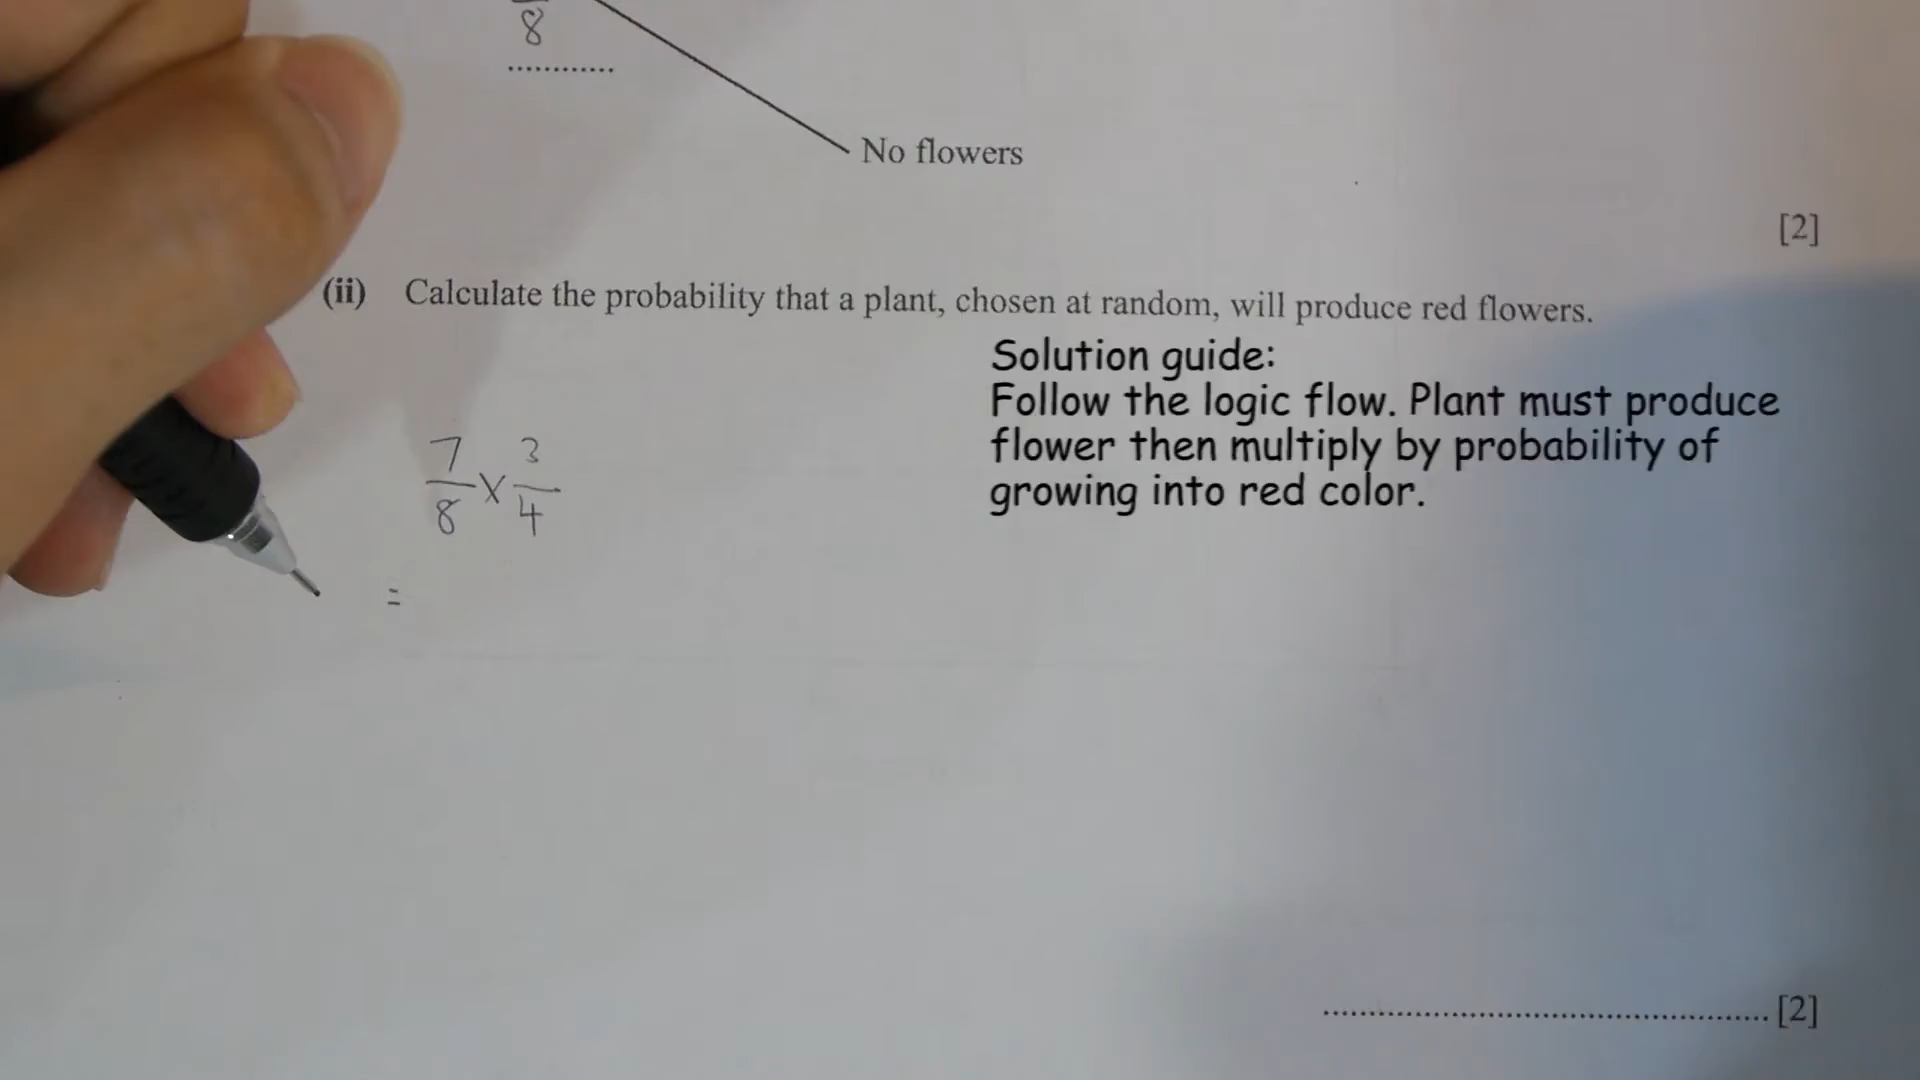 8
............
No flowers
[2]
(ii) Calculate the probability that a plant, chosen at random, will produce red flowers.
Solution guide:
Follow the logic flow. Plant must produce
flower then multiply by probability of
growing into red color.
7/8 × 3/4
=
................................................ [2]